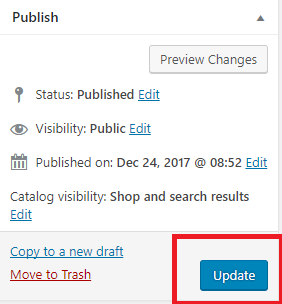 Publish
Preview Changes
Status: Published Edit
Visibility: Public Edit
Published on: Dec 24, 2017 @ 08:52 Edit
Catalog visibility: Shop and search results
Edit
Copy to a new draft
Move to Trash
Update